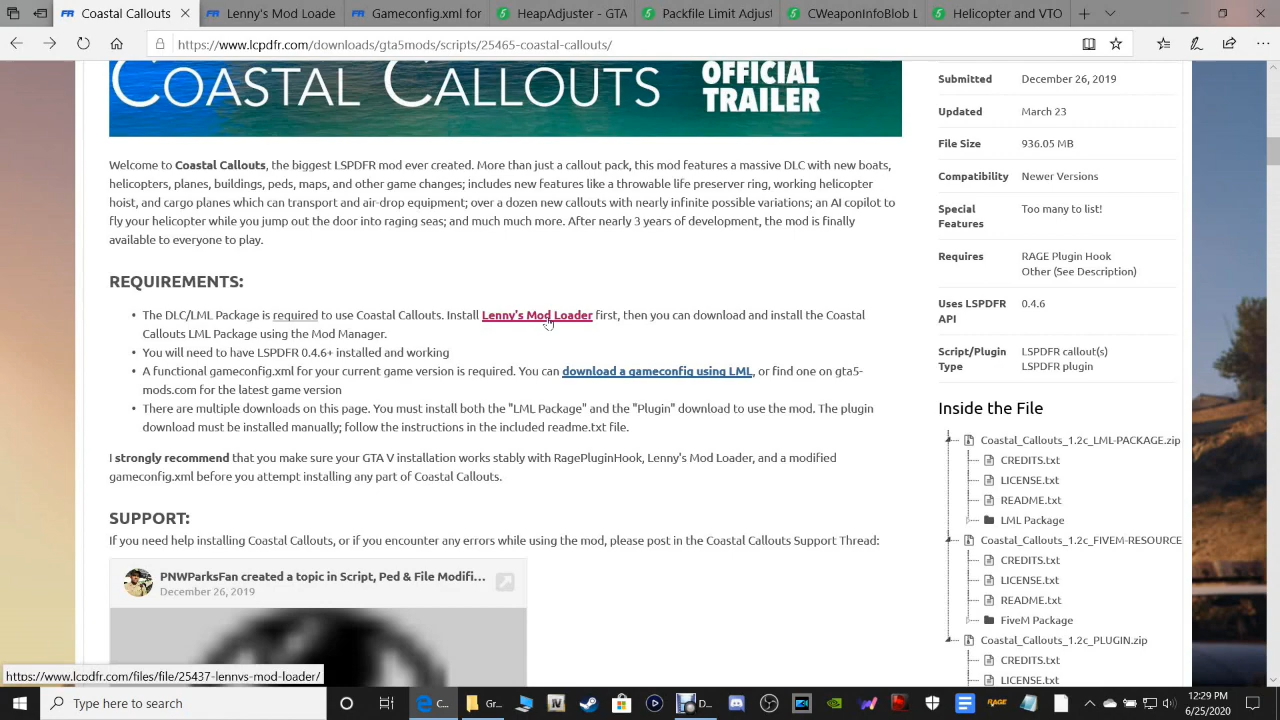 https://www.lcpdfr.com/downloads/gta5mods/scripts/25465-coastal-callouts/
COASTAL CALLOUTS
OFFICIAL
TRAILER
Welcome to Coastal Callouts, the biggest LSPDFR mod ever created. More than just a callout pack, this mod features a massive DLC with new boats,
helicopters, planes, buildings, peds, maps, and other game changes; includes new features like a throwable life preserver ring, working helicopter
hoist, and cargo planes which can transport and air-drop equipment; over a dozen new callouts with nearly infinite possible variations; an AI copilot to
fly your helicopter while you jump out the door into raging seas; and much much more. After nearly 3 years of development, the mod is finally
available to everyone to play.
REQUIREMENTS:
• The DLC/LML Package is required to use Coastal Callouts. Install Lenny's Mod Loader first, then you can download and install the Coastal
Callouts LML Package using the Mod Manager.
• You will need to have LSPDFR 0.4.6+ installed and working
• A functional gameconfig.xml for your current game version is required. You can download a gameconfig using LML, or find one on gta5-
mods.com for the latest game version
• There are multiple downloads on this page. You must install both the "LML Package" and the "Plugin" download to use the mod. The plugin
download must be installed manually; follow the instructions in the included readme.txt file.
I strongly recommend that you make sure your GTA V installation works stably with RagePluginHook, Lenny's Mod Loader, and a modified
gameconfig.xml before you attempt installing any part of Coastal Callouts.
SUPPORT:
If you need help installing Coastal Callouts, or if you encounter any errors while using the mod, please post in the Coastal Callouts Support Thread:
PNWParksFan created a topic in Script, Ped & File Modifi...
December 26, 2019
Submitted December 26, 2019
Updated March 23
File Size 936.05 MB
Compatibility Newer Versions
Special Too many to list!
Features
Requires RAGE Plugin Hook
Other (See Description)
Uses LSPDFR 0.4.6
API
Script/Plugin LSPDFR callout(s)
Type LSPDFR plugin
Inside the File
Coastal_Callouts_1.2c_LML-PACKAGE.zip
CREDITS.txt
LICENSE.txt
README.txt
LML Package
Coastal_Callouts_1.2c_FIVEM-RESOURCE
CREDITS.txt
LICENSE.txt
README.txt
FiveM Package
Coastal_Callouts_1.2c_PLUGIN.zip
CREDITS.txt
LICENSE.txt
https://www.lcpdfr.com/files/file/25437-lennys-mod-loader/
Type here to search
C...
Gr...
IV
D...
RAGE
12:29 PM
6/25/2020